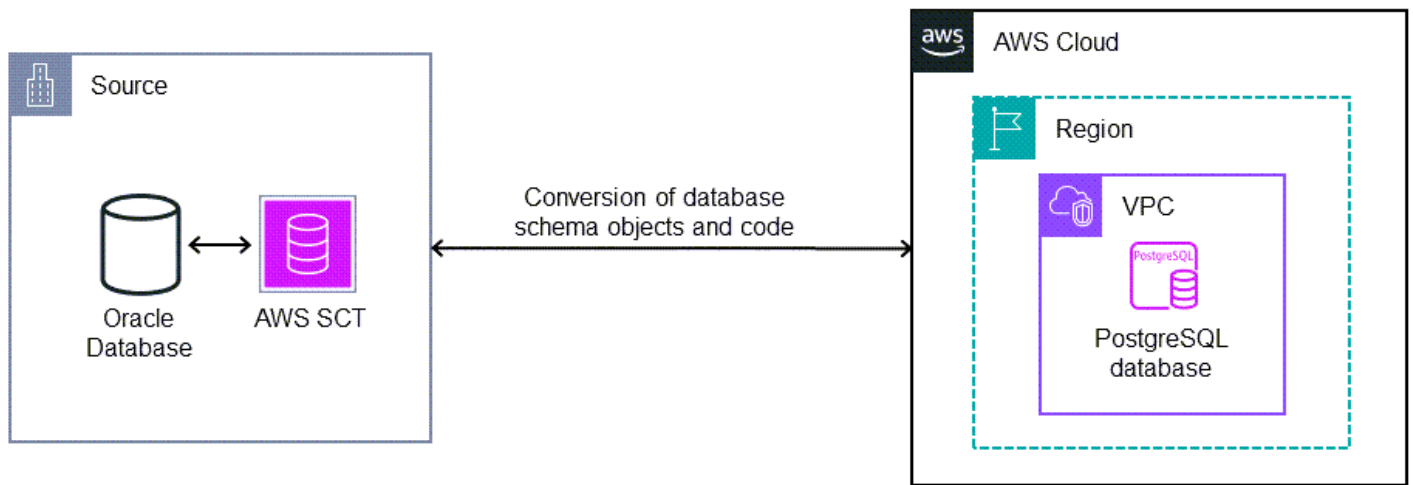 Source
Oracle
Database
AWS SCT
Conversion of database
schema objects and code
aws
AWS Cloud
Region
VPC
PostgreSQL
PostgreSQL
database